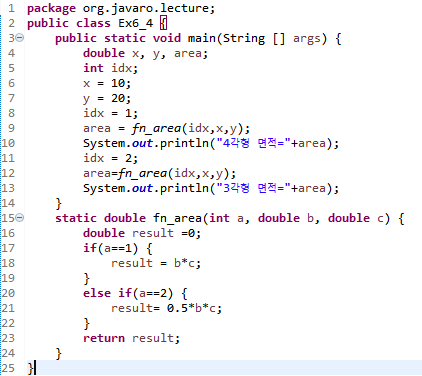 1 package org.javaro.lecture;
2 public class Ex6_4 {
3 public static void main(String [] args) {
4 double x, y, area;
5 int idx;
6 x = 10;
7 y = 20;
8 idx = 1;
9 area = fn_area(idx,x,y);
10 System.out.println("4각형 면적="+area);
11 idx = 2;
12 area=fn_area(idx,x,y);
13 System.out.println("3각형 면적="+area);
14 }
15 static double fn_area(int a, double b, double c) {
16 double result =0;
17 if(a==1) {
18 result = b*c;
19 }
20 else if(a==2) {
21 result= 0.5*b*c;
22 }
23 return result;
24 }
25 }